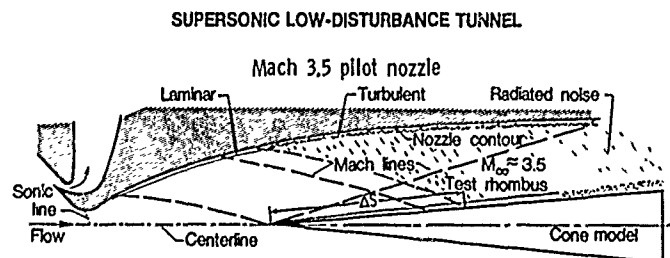 SUPERSONIC LOW-DISTURBANCE TUNNEL
Mach 3.5 pilot nozzle
Laminar
Turbulent
Radiated noise
Nozzle contour
Mach lines
M∞≈3.5
Sonic
line
ΔS
Test rhombus
Flow
Centerline
Cone model